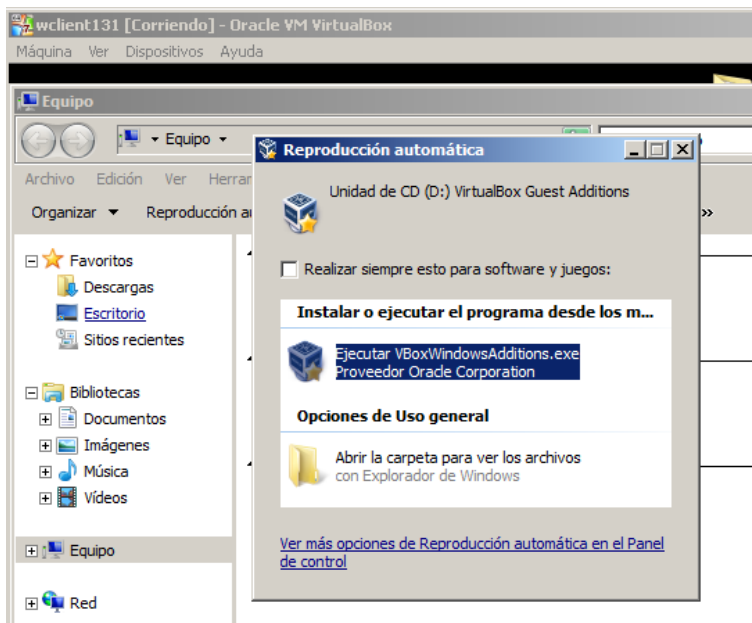 wclient131 [Corriendo] - Oracle VM VirtualBox
Máquina Ver Dispositivos Ayuda
Equipo
Equipo
Reproducción automática
Archivo Edición Ver
Organizar Reproducción
»
Unidad de CD (D:) VirtualBox Guest Additions
Realizar siempre esto para software y juegos:
Instalar o ejecutar el programa desde los m...
Ejecutar VBoxWindowsAdditions.exe
Proveedor Oracle Corporation
Opciones de Uso general
Abrir la carpeta para ver los archivos
con Explorador de Windows
Ver más opciones de Reproducción automática en el Panel
de control
Favoritos
Descargas
Escritorio
Sitios recientes
Bibliotecas
Documentos
Imágenes
Música
Vídeos
Equipo
Red